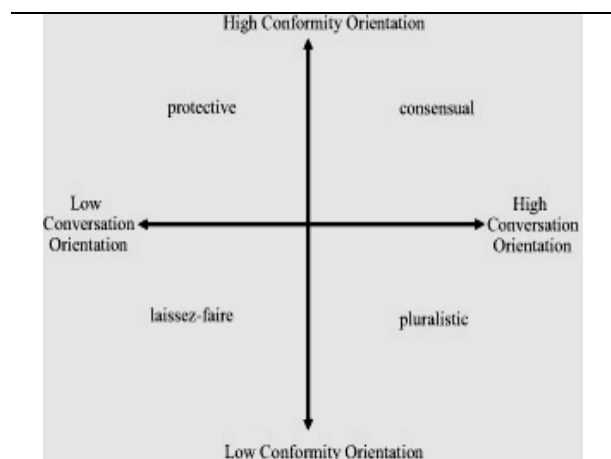 High Conformity Orientation
protective
consensual
Low
Conversation
Orientation
High
Conversation
Orientation
laissez-faire
pluralistic
Low Conformity Orientation